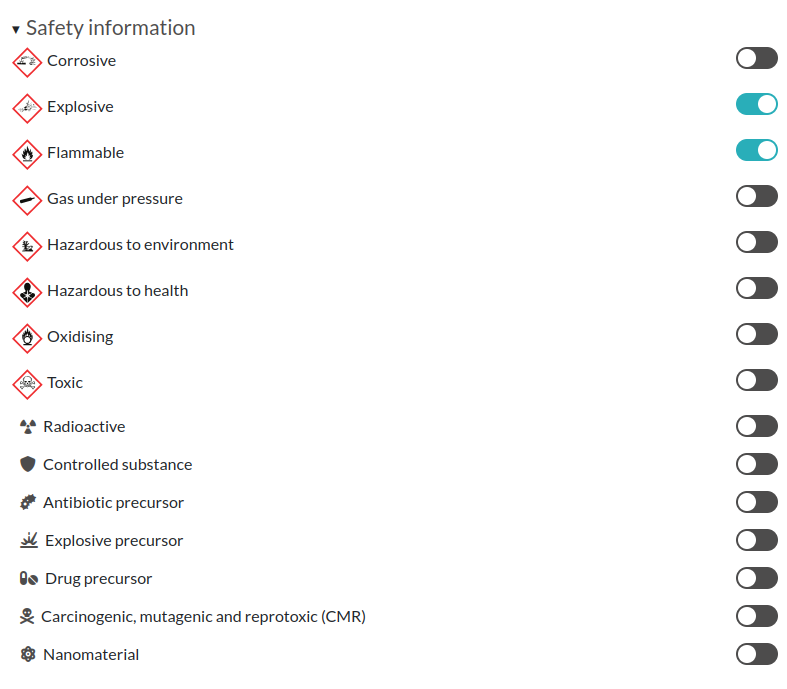 Safety information
Corrosive
Explosive
Flammable
Gas under pressure
Hazardous to environment
Hazardous to health
Oxidising
Toxic
Radioactive
Controlled substance
Antibiotic precursor
Explosive precursor
Drug precursor
Carcinogenic, mutagenic and reprotoxic (CMR)
Nanomaterial